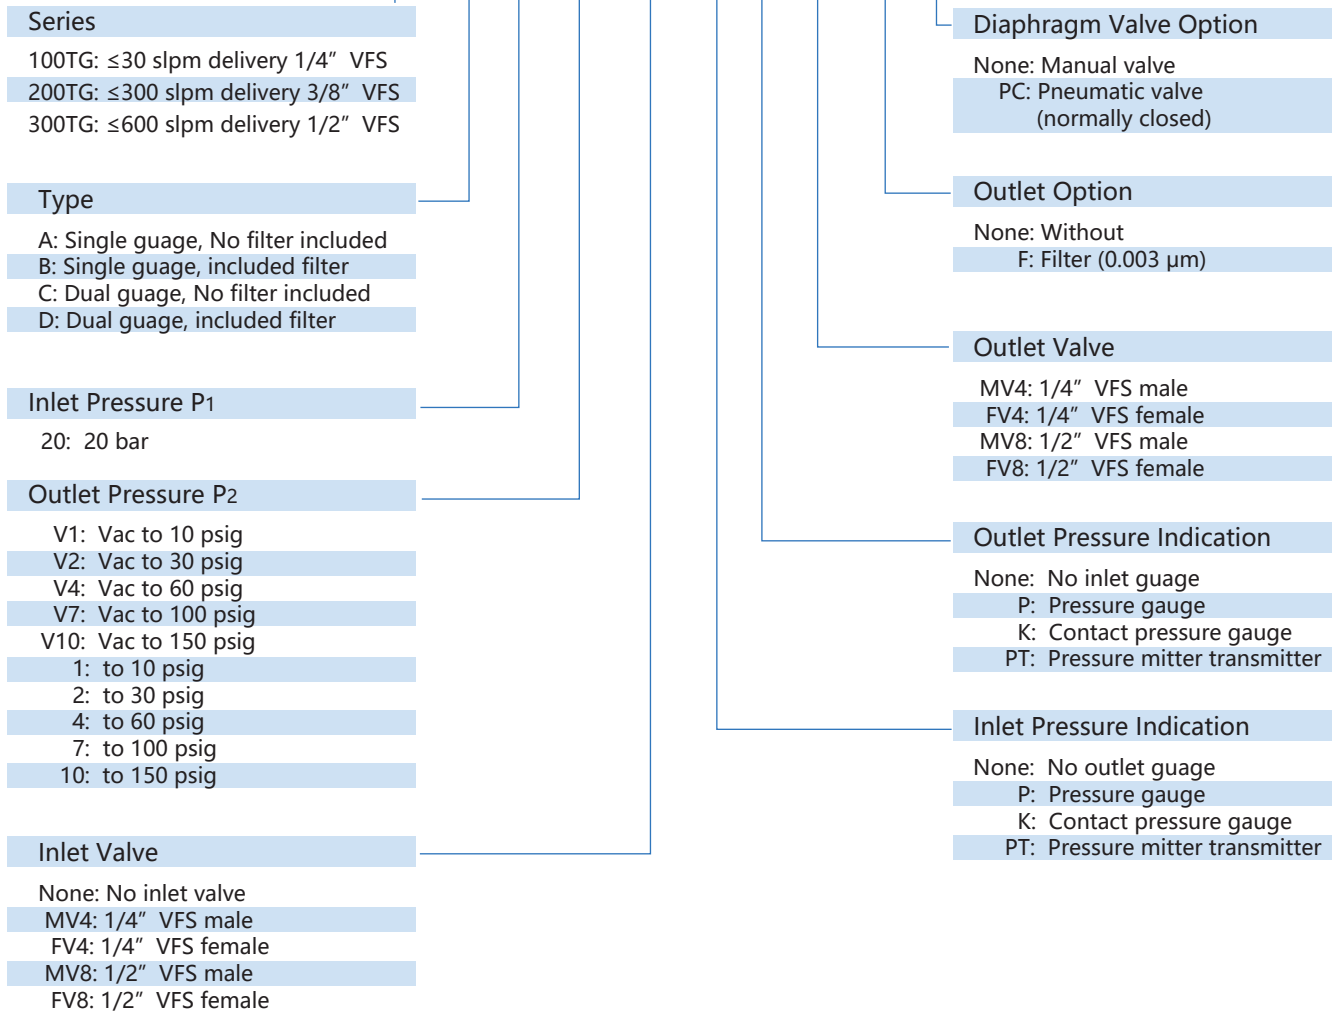 Series
100TG: ≤30 slpm delivery 1/4” VFS
200TG: ≤300 slpm delivery 3/8” VFS
300TG: ≤600 slpm delivery 1/2” VFS
Type
A: Single guage, No filter included
B: Single guage, included filter
C: Dual guage, No filter included
D: Dual guage, included filter
Inlet Pressure P1
20: 20 bar
Outlet Pressure P2
V1: Vac to 10 psig
V2: Vac to 30 psig
V4: Vac to 60 psig
V7: Vac to 100 psig
V10: Vac to 150 psig
1: to 10 psig
2: to 30 psig
4: to 60 psig
7: to 100 psig
10: to 150 psig
Inlet Valve
None: No inlet valve
MV4: 1/4” VFS male
FV4: 1/4” VFS female
MV8: 1/2” VFS male
FV8: 1/2” VFS female
Diaphragm Valve Option
None: Manual valve
PC: Pneumatic valve
(normally closed)
Outlet Option
None: Without
F: Filter (0.003 μm)
Outlet Valve
MV4: 1/4” VFS male
FV4: 1/4” VFS female
MV8: 1/2” VFS male
FV8: 1/2” VFS female
Outlet Pressure Indication
None: No inlet guage
P: Pressure gauge
K: Contact pressure gauge
PT: Pressure mitter transmitter
Inlet Pressure Indication
None: No outlet guage
P: Pressure gauge
K: Contact pressure gauge
PT: Pressure mitter transmitter